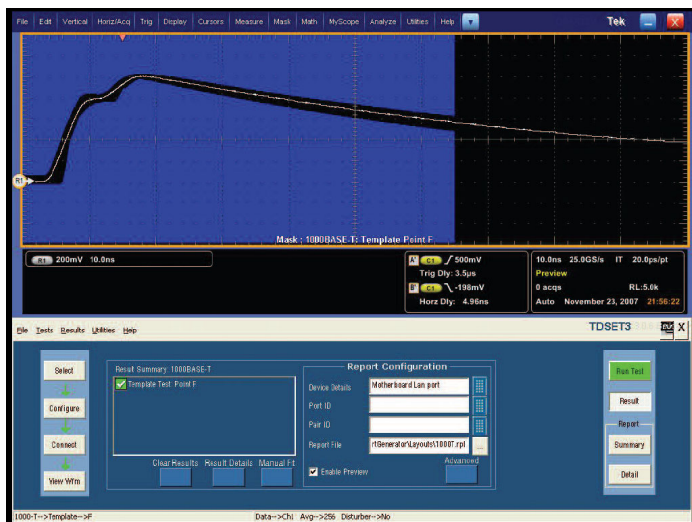 File Edit Vertical Horiz/Acq Trig Display Cursors Measure Mask Math MyScope Analyze Utilities Help Tek X
R1
Mask : 1000BASE-T: Template Point F
R1 200mV 10.0ns
A' C1 500mV
Trig Dly: 3.5µs
B' C1 -198mV
Horz Dly: 4.96ns
10.0ns 25.0GS/s IT 20.0ps/pt
Preview
0 acqs RL:5.0k
Auto November 23, 2007 21:56:22
File Tests Results Utilities Help TDSET3 X
Select
Configure
Connect
View Wfm
Result Summary: 1000BASE-T
Template Test: Point F
Clear Results Result Details Manual Fit
Report Configuration
Device Details Motherboard Lan port
Port ID
Pair ID
Report File rtGenerator\Layouts\1000T.rpl ...
Enable Preview
Advanced
Run Test
Result
Report
Summary
Detail
1000-T-->Template-->F Data-->Ch1 Avg-->256 Disturber-->No